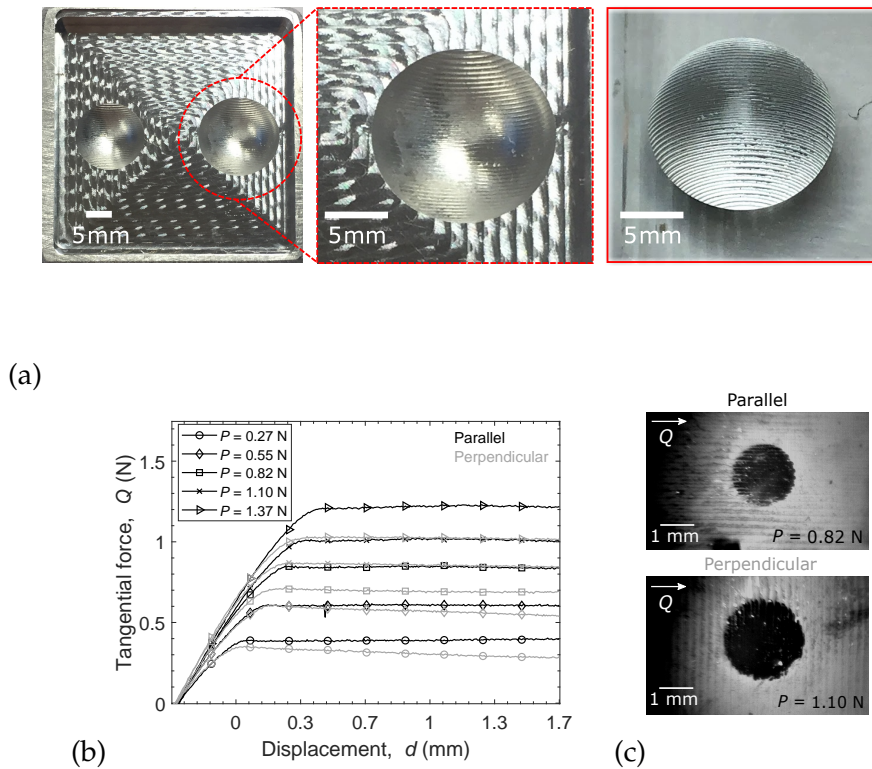 5mm
5mm
5mm
(a)
Parallel
Q
1 mm
P = 0.82 N
Perpendicular
Q
1 mm
P = 1.10 N
P = 0.27 N
P = 0.55 N
P = 0.82 N
P = 1.10 N
P = 1.37 N
Parallel
Perpendicular
Tangential force, Q (N)
1.5
1
0.5
0
0 0.3 0.7 1 1.3 1.7
Displacement, d (mm)
(b)
(c)